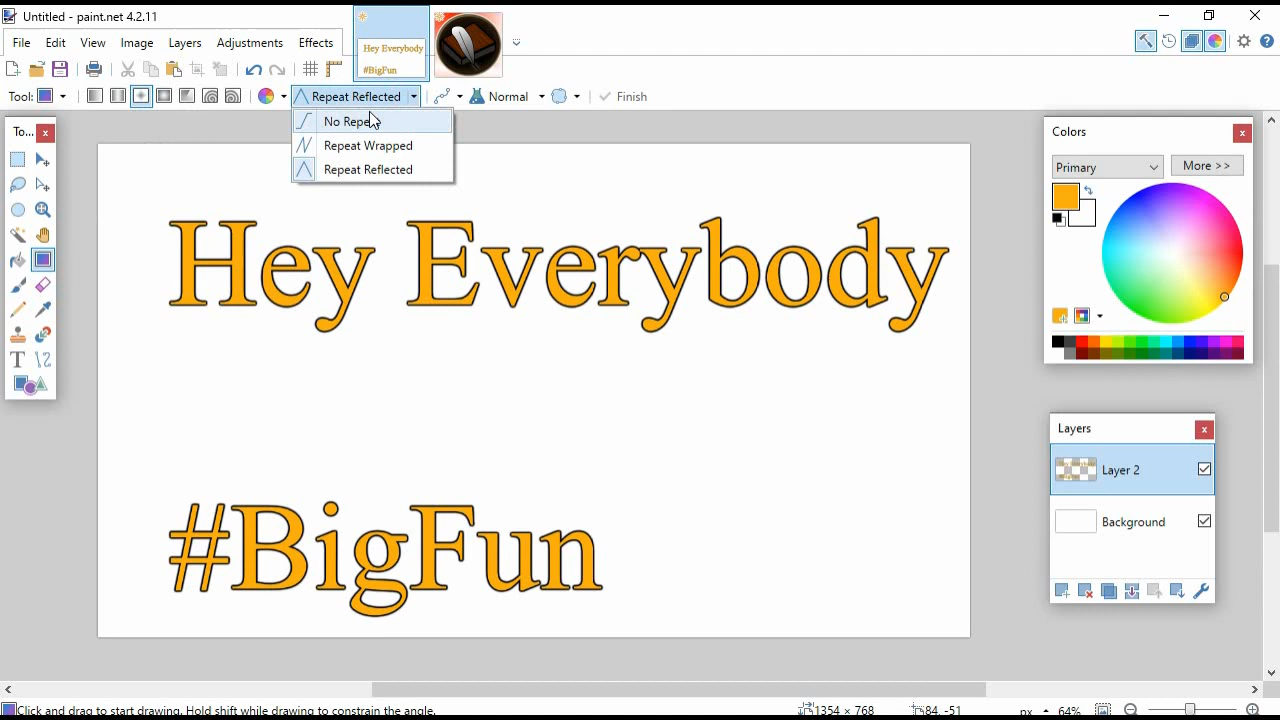 Untitled - paint.net 4.2.11
File Edit View Image Layers Adjustments Effects
Hey Everybody
#BigFun
Tool: Repeat Reflected Normal Finish
No Repeat
Repeat Wrapped
Repeat Reflected
To...
Colors
Primary More >>
Hey Everybody
#BigFun
Layers
Layer 2
Background
Click and drag to start drawing. Hold shift while drawing to constrain the angle. 1354 × 768 84, -51 px 64%